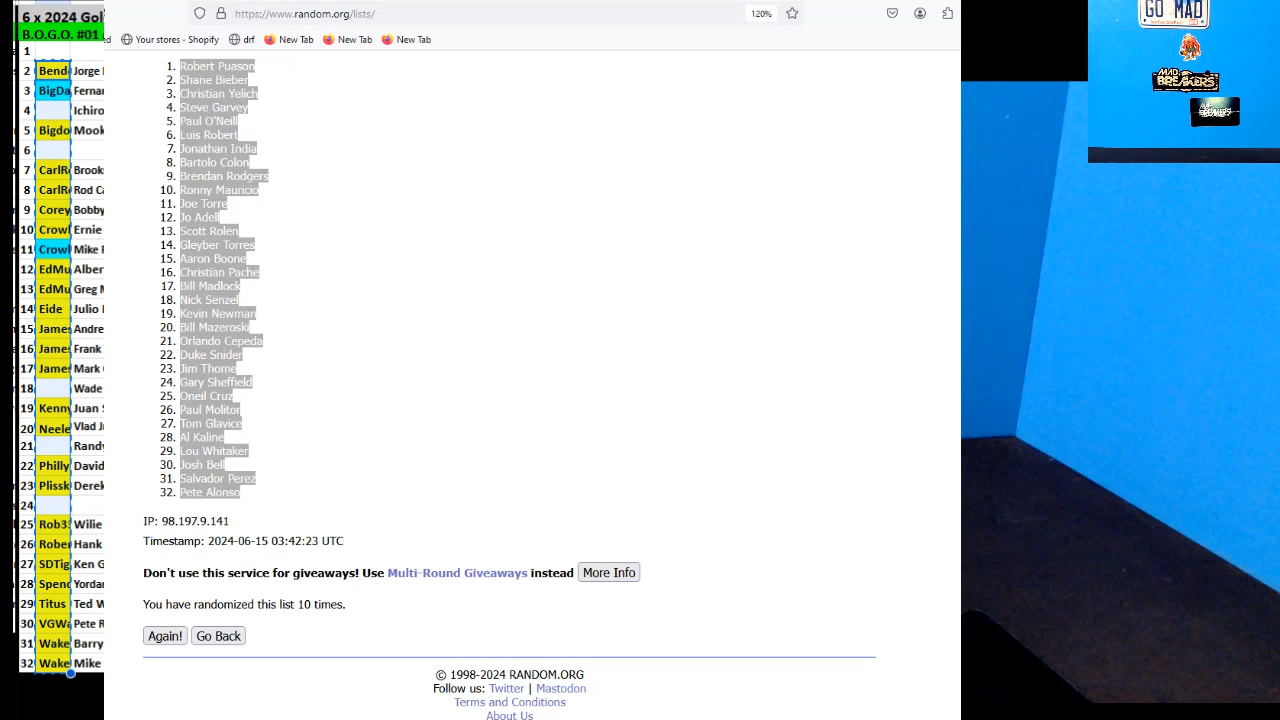 6 x 2024 Gol
B.O.G.O. #01
1
2 Bend Jorge
3 BigDa Fernar
4 Ichiro
5 Bigdo Mook
6
7 CarlR Brook
8 CarlR Rod Ca
9 Corey Bobby
10 Crowl Ernie
11 Crowl Mike
12 EdMu Alber
13 EdMu Greg
14 Eide Julio
15 James Andre
16 James Frank
17 James Mark
18 Wade
19 Kenny Juan
20 Neele Vlad Jr
21 Randy
22 Philly David
23 Plissk Derek
24
25 Rob3 Wilie
26 Rober Hank
27 SDTig Ken G
28 Spend Yordar
29 Titus Ted W
30 VGWa Pete R
31 Wake Barry
32 Wake Mike
https://www.random.org/lists/
120%
Your stores - Shopify drf New Tab New Tab New Tab
1. Robert Puason
2. Shane Bieber
3. Christian Yelich
4. Steve Garvey
5. Paul O'Neill
6. Luis Robert
7. Jonathan India
8. Bartolo Colon
9. Brendan Rodgers
10. Ronny Mauricio
11. Joe Torre
12. Jo Adell
13. Scott Rolen
14. Gleyber Torres
15. Aaron Boone
16. Christian Pache
17. Bill Madlock
18. Nick Senzel
19. Kevin Newman
20. Bill Mazeroski
21. Orlando Cepeda
22. Duke Snider
23. Jim Thome
24. Gary Sheffield
25. Oneil Cruz
26. Paul Molitor
27. Tom Glavice
28. Al Kaline
29. Lou Whitaker
30. Josh Bell
31. Salvador Perez
32. Pete Alonso
IP: 98.197.9.141
Timestamp: 2024-06-15 03:42:23 UTC
Don't use this service for giveaways! Use Multi-Round Giveaways instead More Info
You have randomized this list 10 times.
Again! Go Back
© 1998-2024 RANDOM.ORG
Follow us: Twitter | Mastodon
Terms and Conditions
About Us
GO MAD
MAD
BREAKERS
BREAKERS